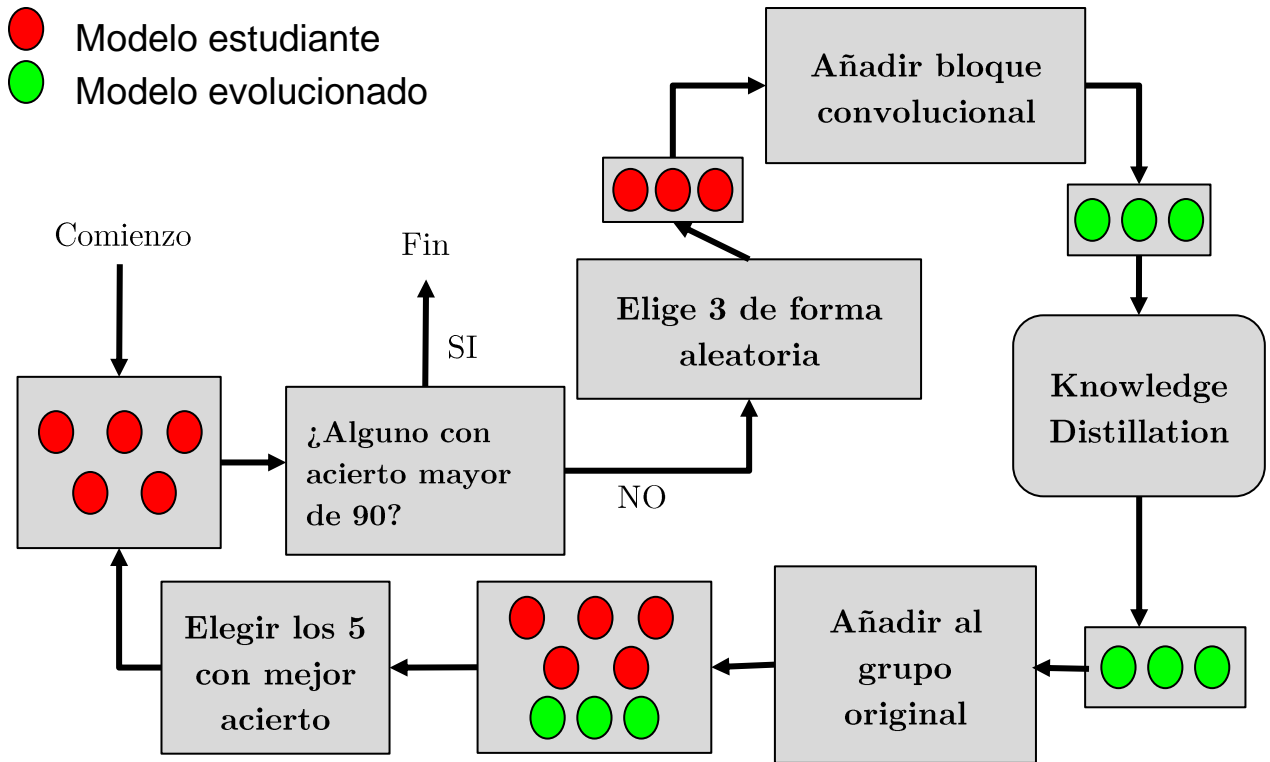 Modelo estudiante
Modelo evolucionado
Añadir bloque
convolucional
Comienzo
Fin
SI
Elige 3 de forma
aleatoria
¿Alguno con
acierto mayor
de 90?
NO
Knowledge
Distillation
Elegir los 5
con mejor
acierto
Añadir al
grupo
original